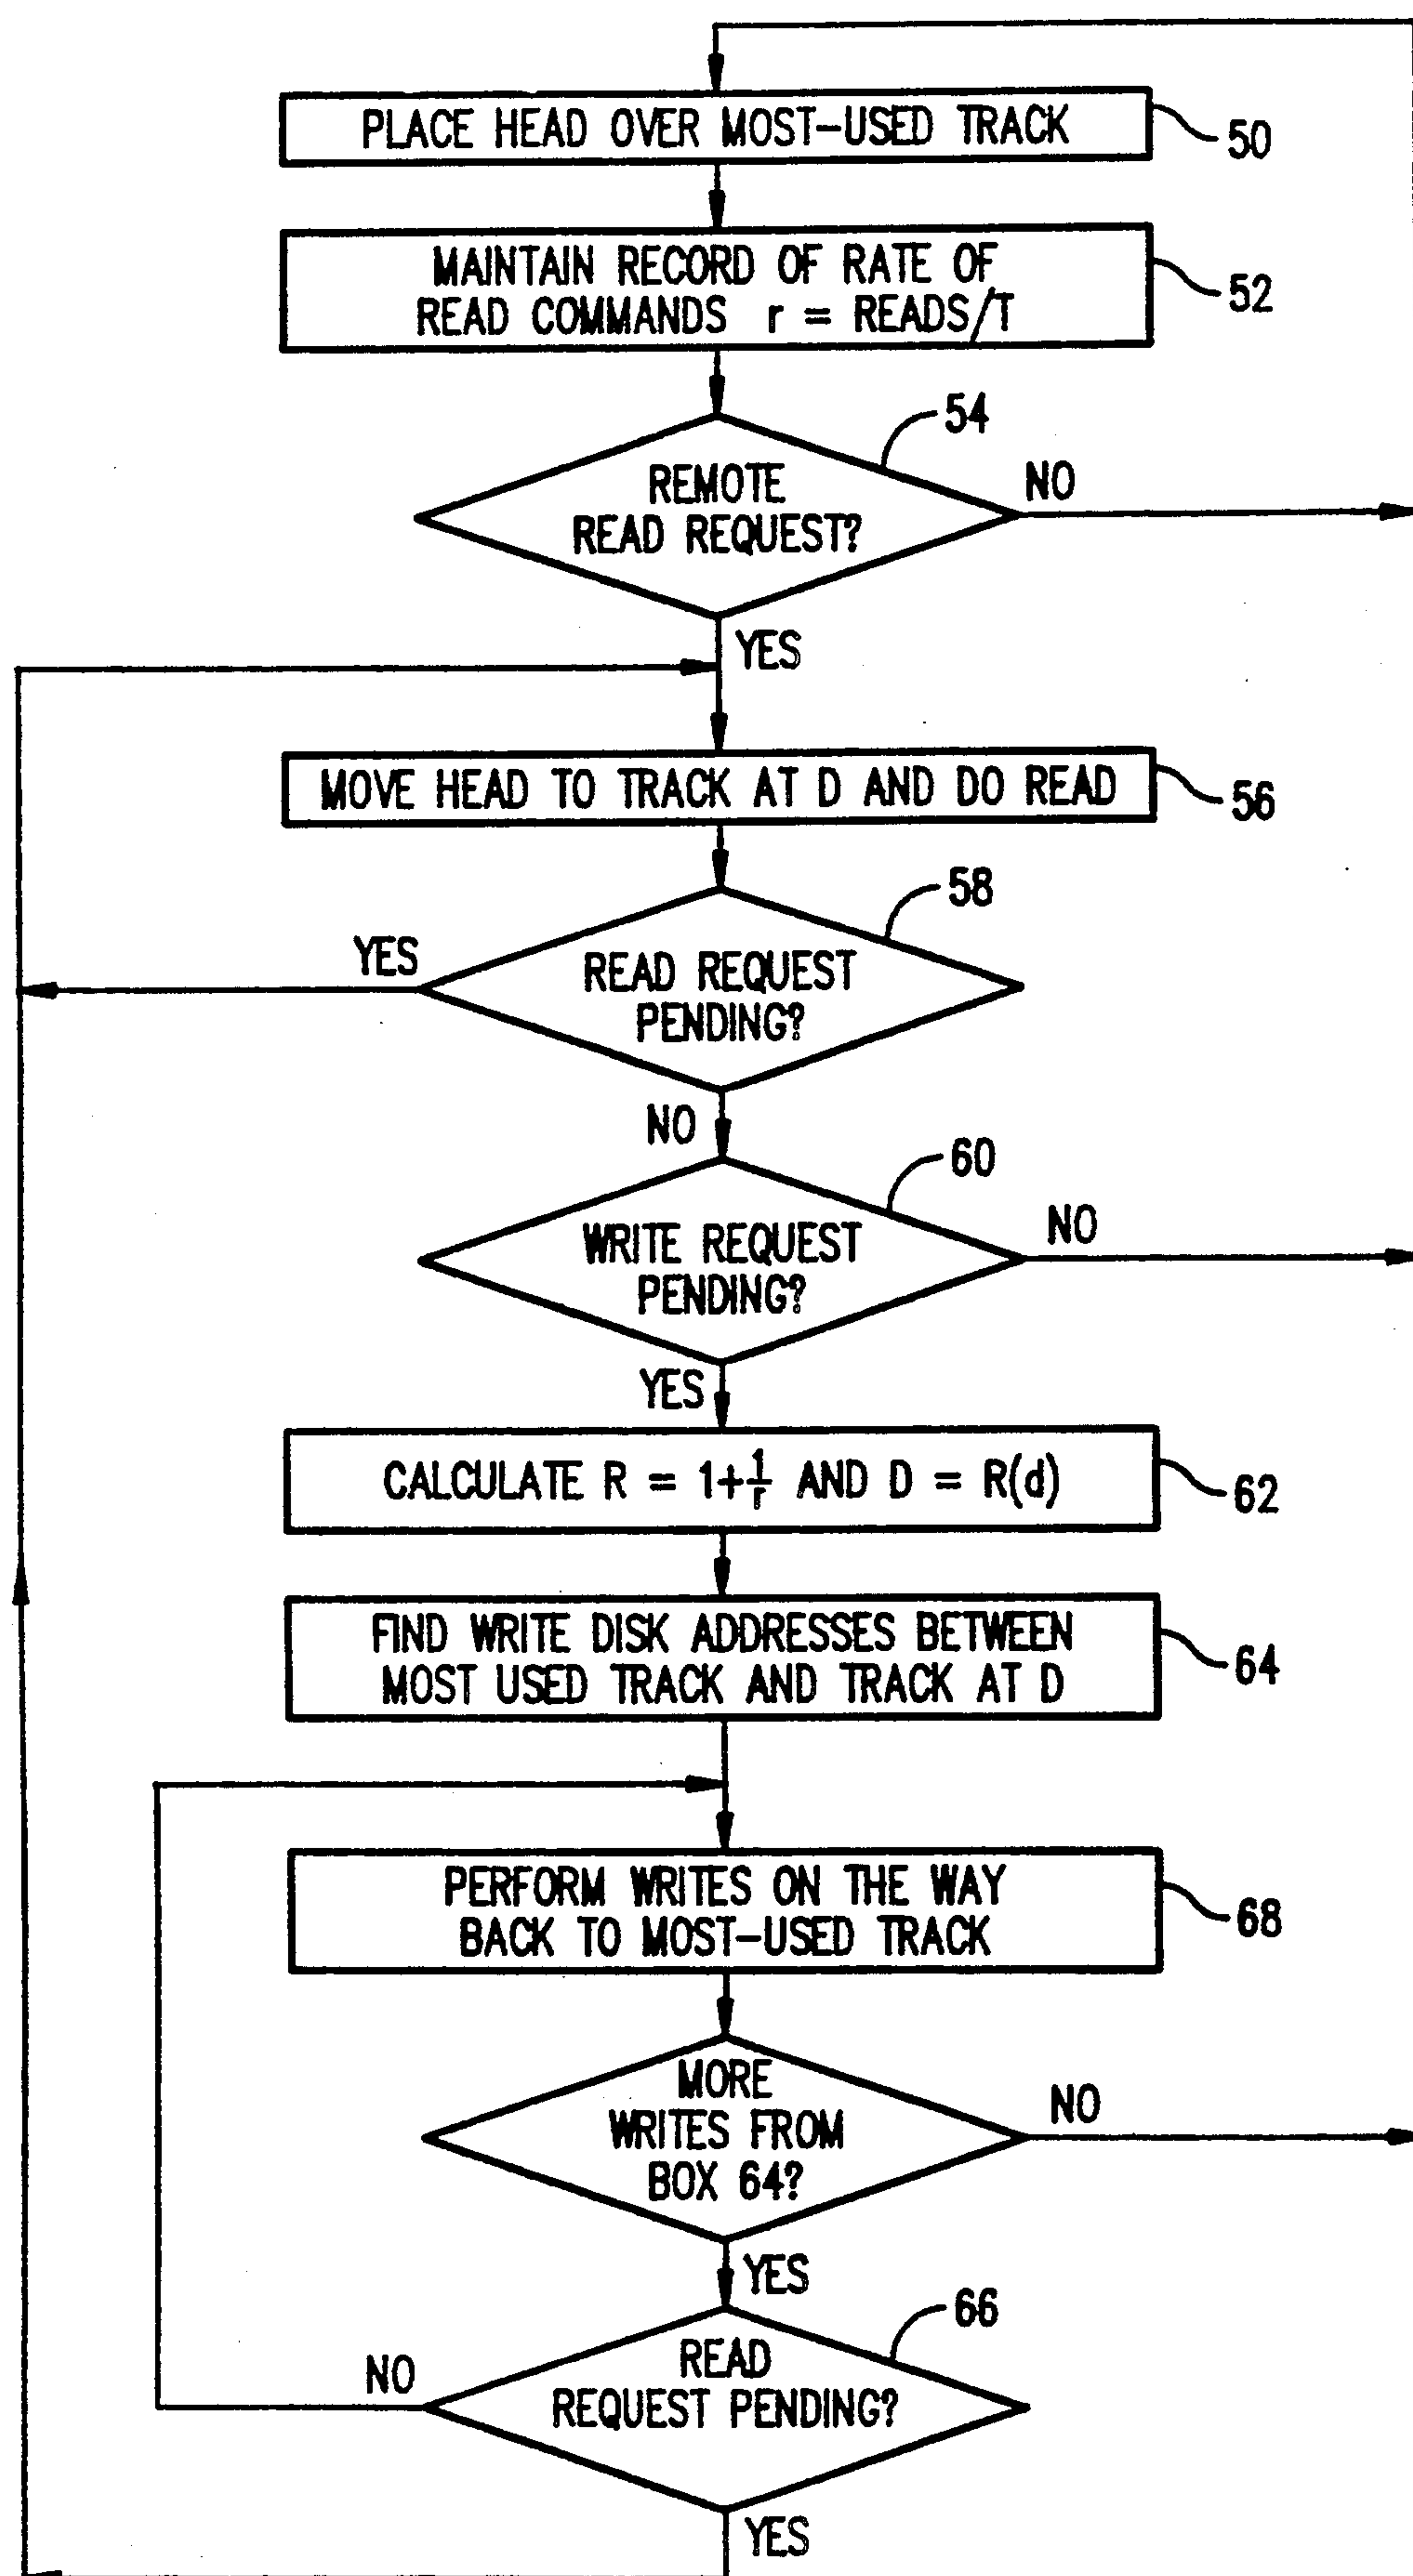 PLACE HEAD OVER MOST-USED TRACK
50
MAINTAIN RECORD OF RATE OF
READ COMMANDS r = READS/T
52
54
REMOTE
READ REQUEST?
NO
YES
MOVE HEAD TO TRACK AT D AND DO READ
56
58
READ REQUEST
PENDING?
YES
NO
60
WRITE REQUEST
PENDING?
NO
YES
CALCULATE R = 1+1/r AND D = R(d)
62
FIND WRITE DISK ADDRESSES BETWEEN
MOST USED TRACK AND TRACK AT D
64
PERFORM WRITES ON THE WAY
BACK TO MOST-USED TRACK
68
MORE
WRITES FROM
BOX 64?
NO
YES
66
READ
REQUEST PENDING?
NO
YES